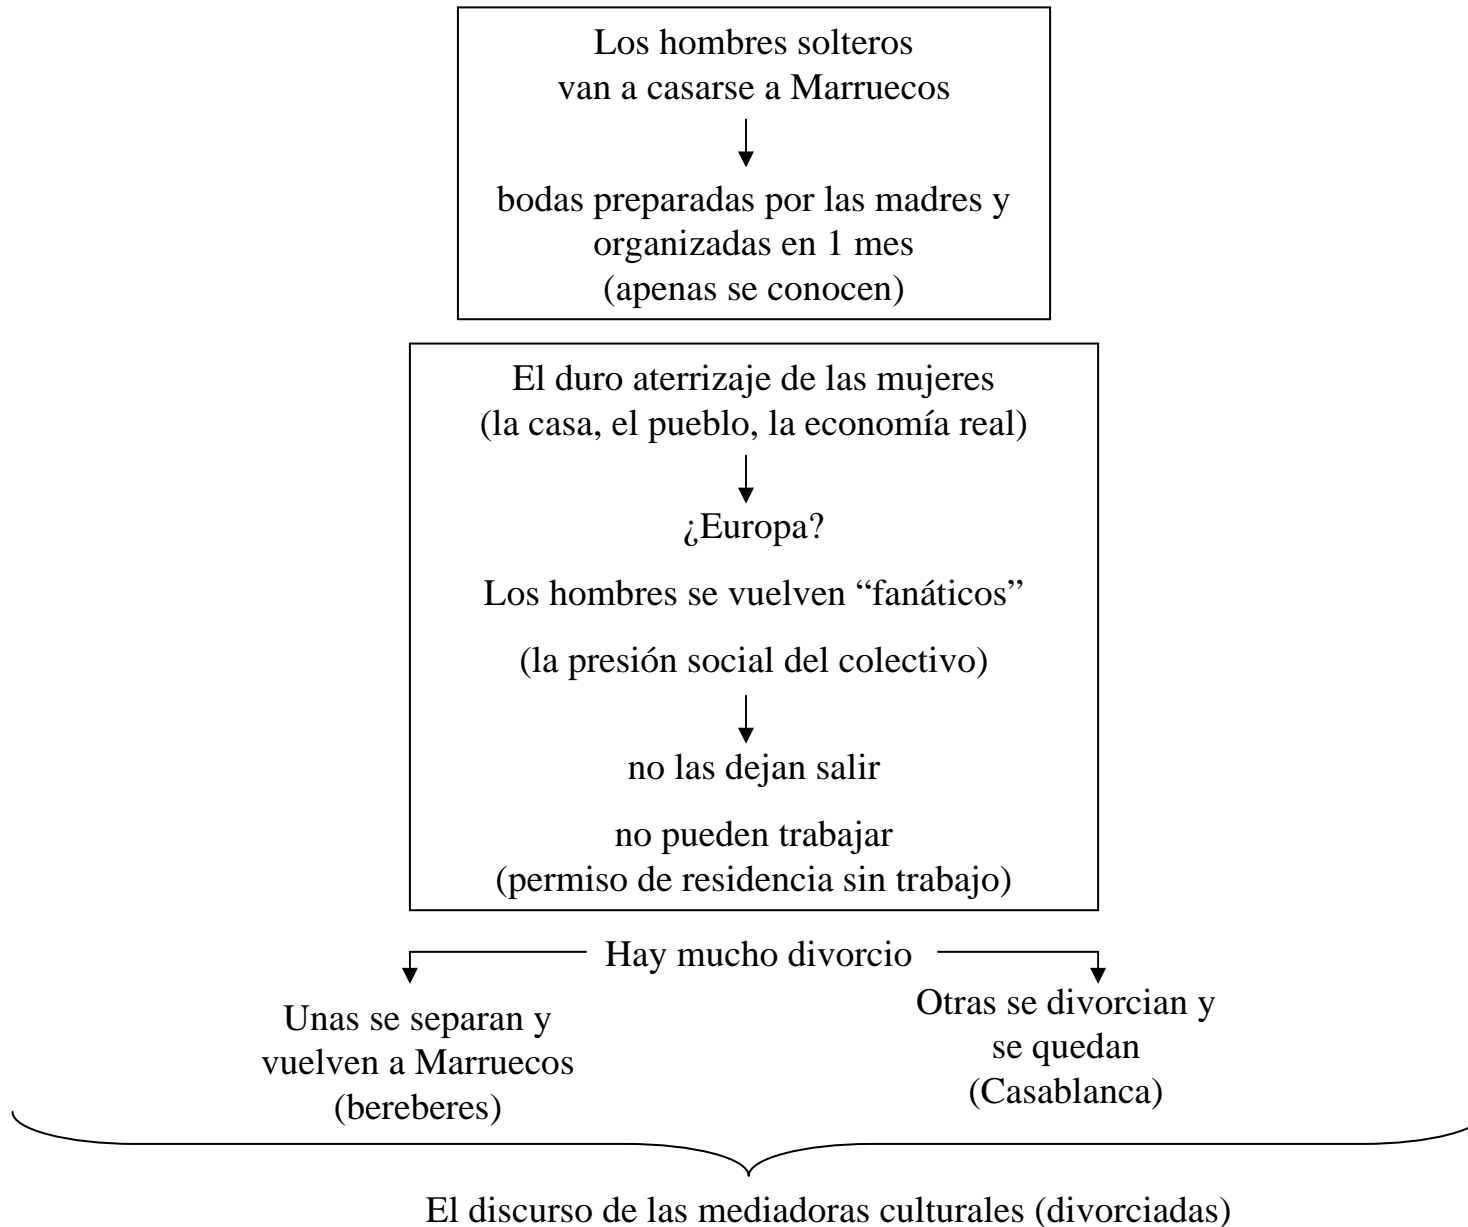 Los hombres solteros
van a casarse a Marruecos
bodas preparadas por las madres y
organizadas en 1 mes
(apenas se conocen)
El duro aterrizaje de las mujeres
(la casa, el pueblo, la economía real)
¿Europa?
Los hombres se vuelven “fanáticos”
(la presión social del colectivo)
no las dejan salir
no pueden trabajar
(permiso de residencia sin trabajo)
Hay mucho divorcio
Unas se separan y
vuelven a Marruecos
(bereberes)
Otras se divorcian y
se quedan
(Casablanca)
El discurso de las mediadoras culturales (divorciadas)